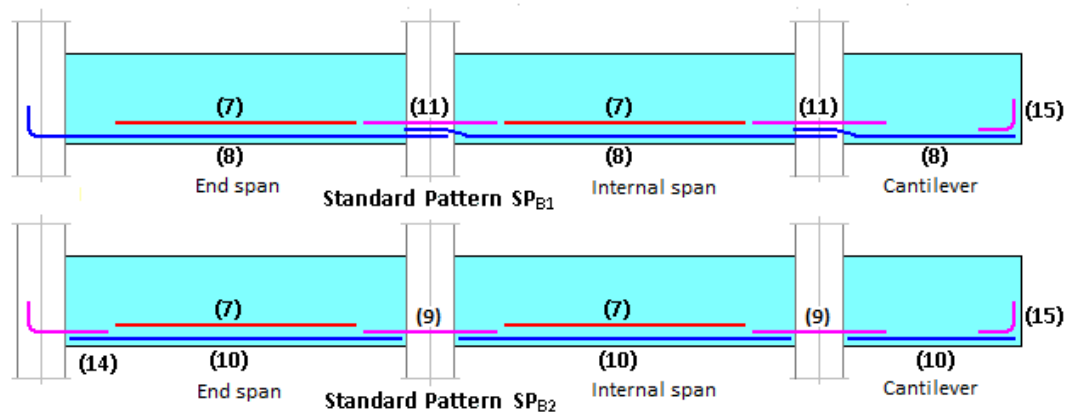 (7) (11) (7) (11) (15)
(8) (8) (8)
End span Internal span Cantilever
Standard Pattern SPB1
(7) (9) (7) (9) (15)
(14) (10) (10) (10)
End span Internal span Cantilever
Standard Pattern SPB2